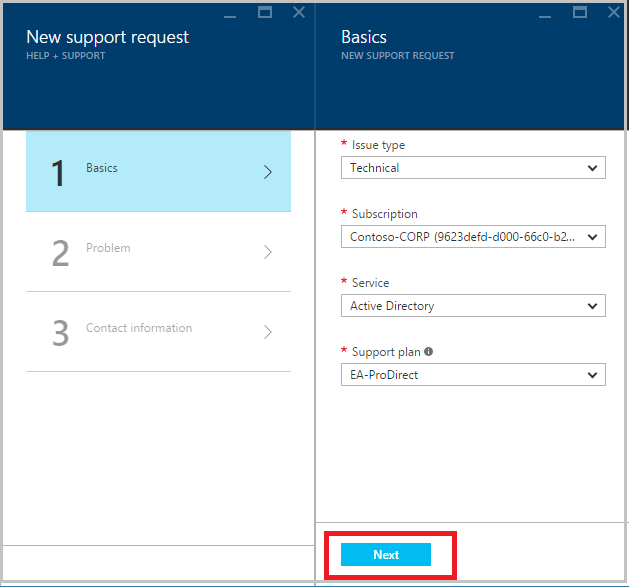 New support request
HELP + SUPPORT
1 Basics
2 Problem
3 Contact information
Basics
NEW SUPPORT REQUEST
* Issue type
Technical
* Subscription
Contoso-CORP (9623defd-d000-66c0-b2...
* Service
Active Directory
* Support plan
EA-ProDirect
Next